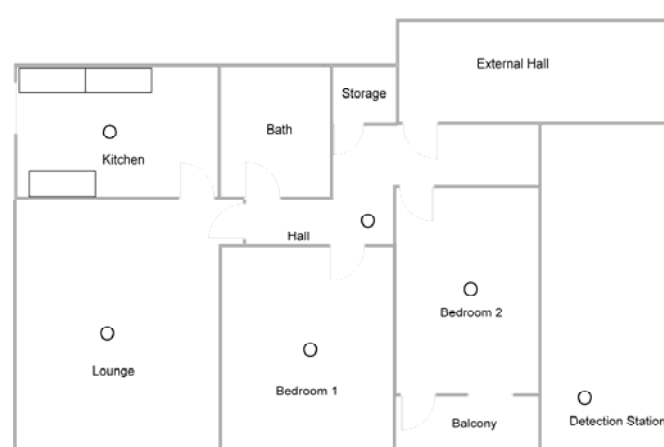 External Hall
Storage
Bath
Kitchen
Hall
Bedroom 2
Lounge
Bedroom 1
Balcony
Detection Station